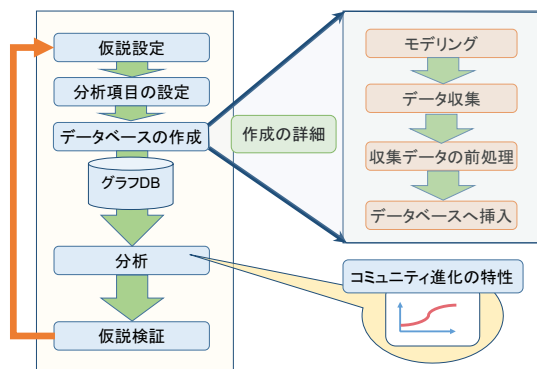 仮説設定
分析項目の設定
データベースの作成
グラフDB
分析
仮説検証
作成の詳細
モデリング
データ収集
収集データの前処理
データベースへ挿入
コミュニティ進化の特性